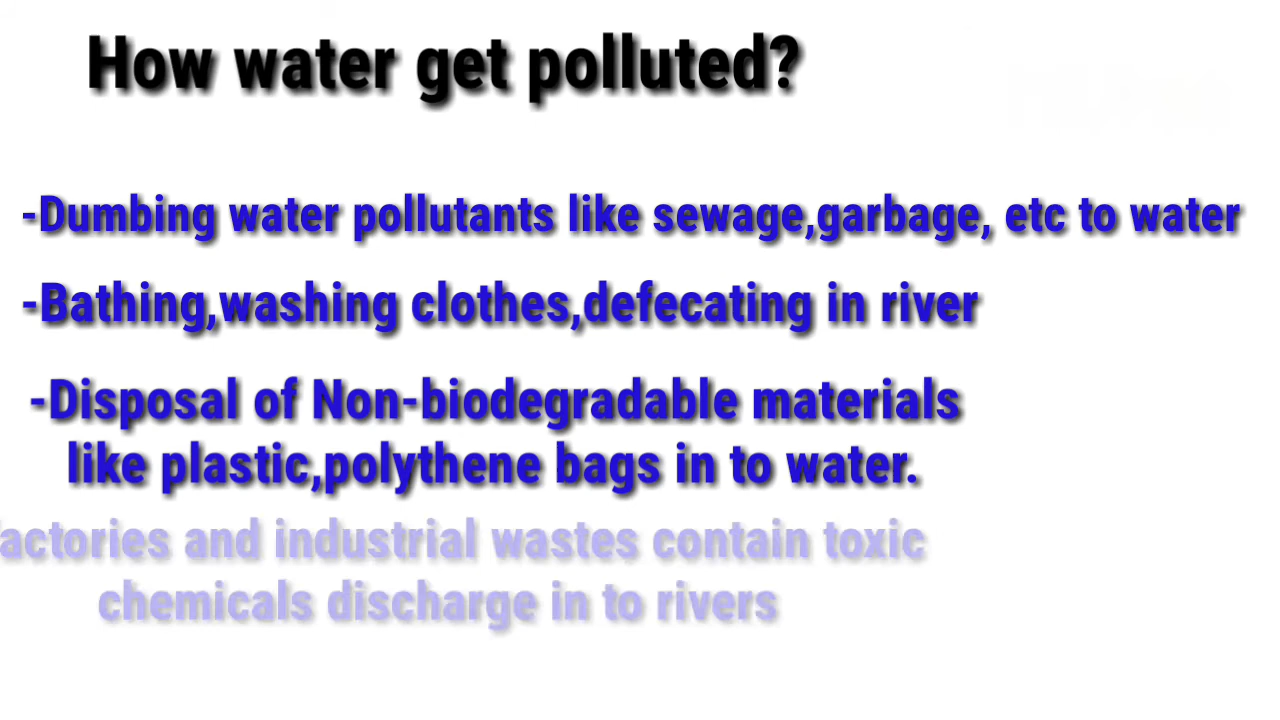 How water get polluted?
-Dumbing water pollutants like sewage,garbage, etc to water
-Bathing,washing clothes,defecating in river
-Disposal of Non-biodegradable materials
like plastic,polythene bags in to water.
actories and industrial wastes contain toxic
chemicals discharge in to rivers